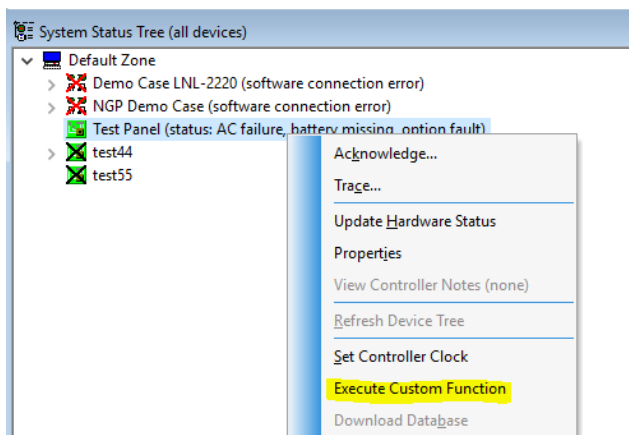 System Status Tree (all devices)
Default Zone
Demo Case LNL-2220 (software connection error)
NGP Demo Case (software connection error)
Test Panel (status: AC failure, battery missing, option fault)
test44
test55
Acknowledge...
Trace...
Update Hardware Status
Properties
View Controller Notes (none)
Refresh Device Tree
Set Controller Clock
Execute Custom Function
Download Database